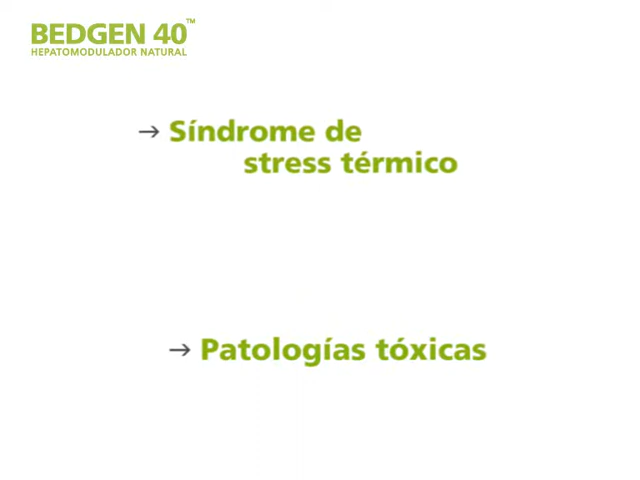 BEDGEN 40™
HEPATOMODULADOR NATURAL
→ Síndrome de
stress térmico
→ Patologías tóxicas